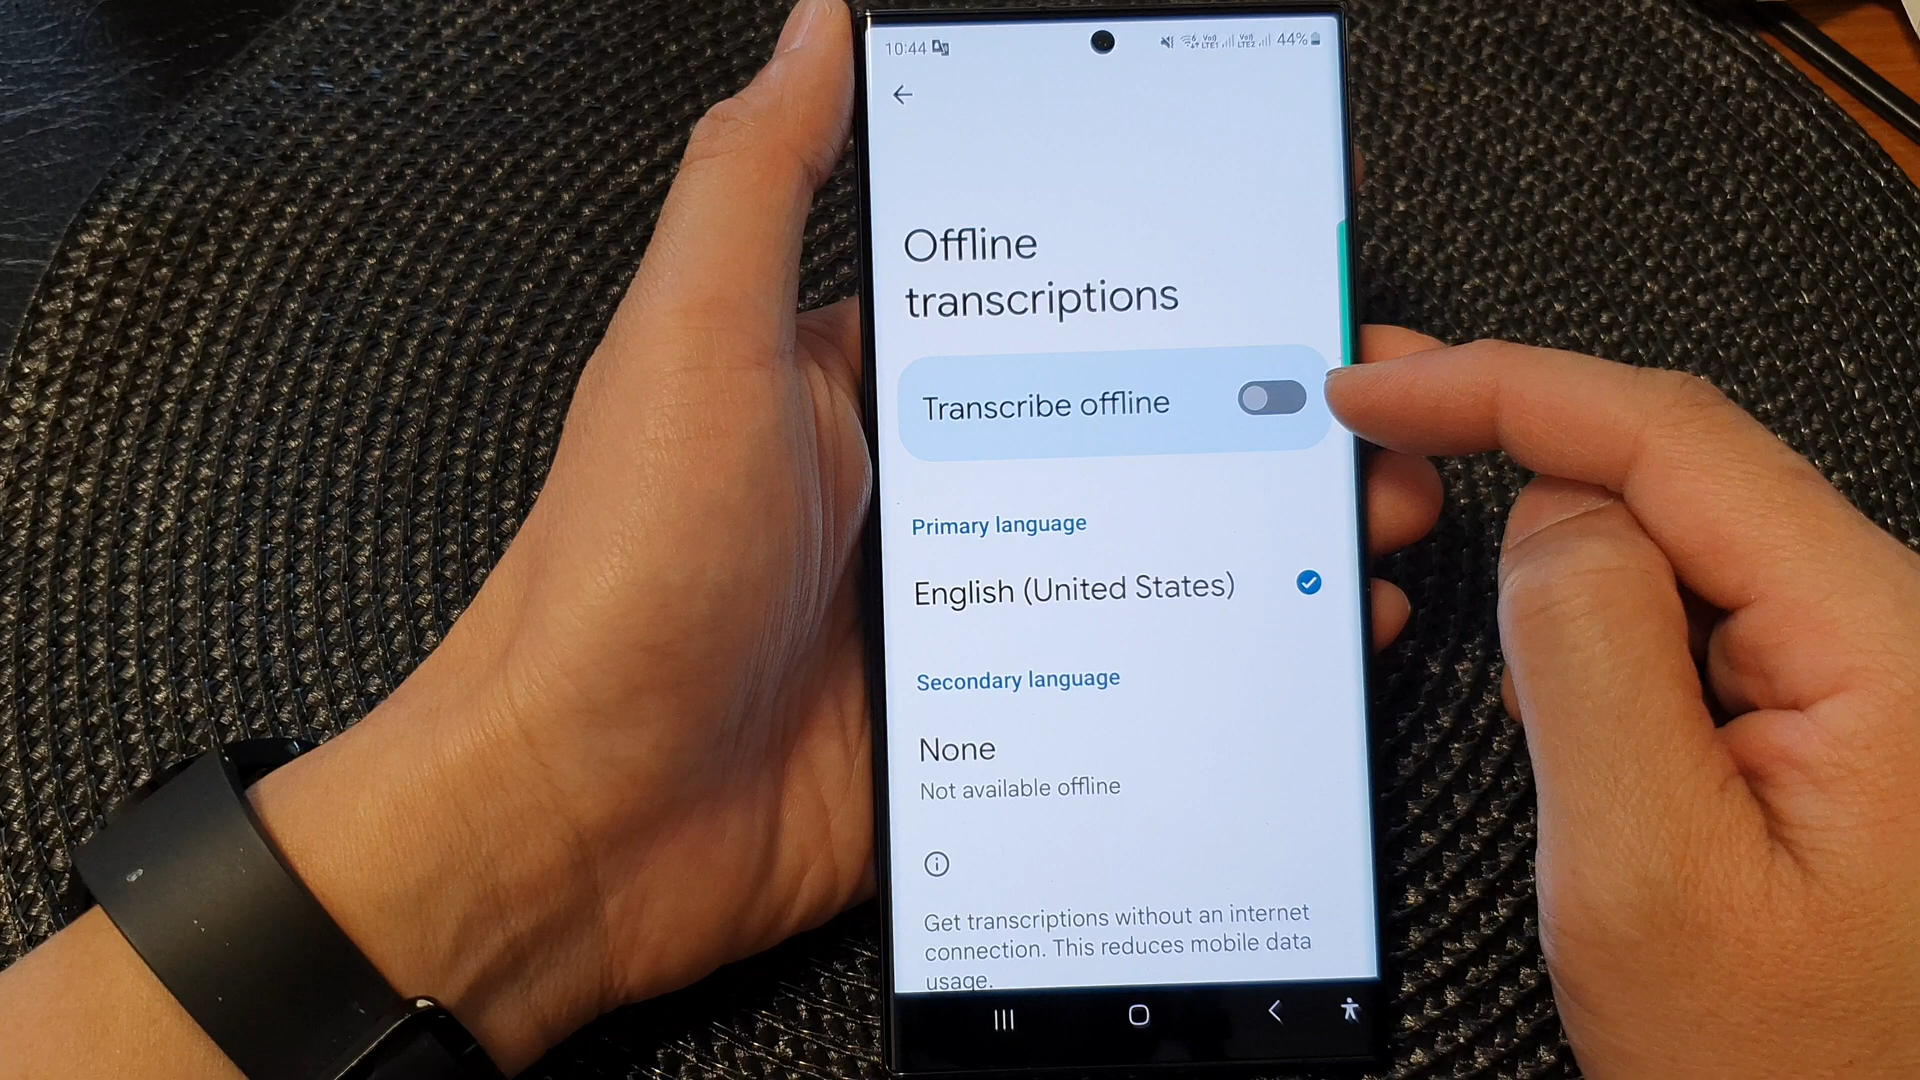 10:44 44%
Offline
transcriptions
Transcribe offline
Primary language
English (United States)
Secondary language
None
Not available offline
Get transcriptions without an internet
connection. This reduces mobile data
usage.